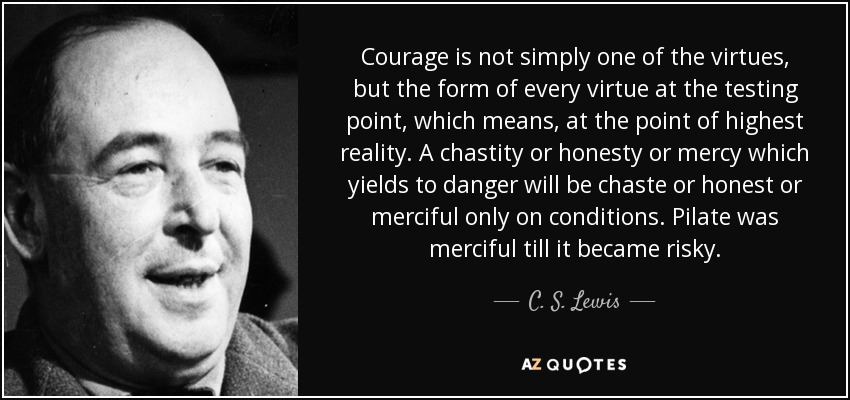 Courage is not simply one of the virtues,
but the form of every virtue at the testing
point, which means, at the point of highest
reality. A chastity or honesty or mercy which
yields to danger will be chaste or honest or
merciful only on conditions. Pilate was
merciful till it became risky.
— C. S. Lewis —
AZ QUOTES